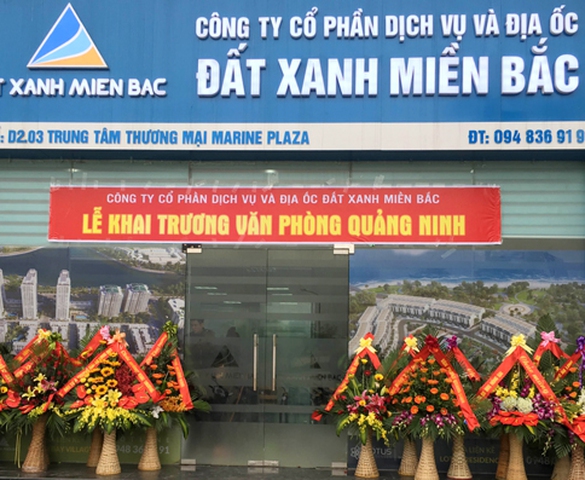 CÔNG TY CỔ PHẦN DỊCH VỤ VÀ ĐỊA ỐC
ĐẤT XANH MIỀN BẮC
T XANH MIEN BAC
: D2.03 TRUNG TÂM THƯƠNG MẠI MARINE PLAZA
ĐT: 094 836 91 9
CÔNG TY CỔ PHẦN DỊCH VỤ VÀ ĐỊA ỐC ĐẤT XANH MIỀN BẮC
LỄ KHAI TRƯƠNG VĂN PHÒNG QUẢNG NINH